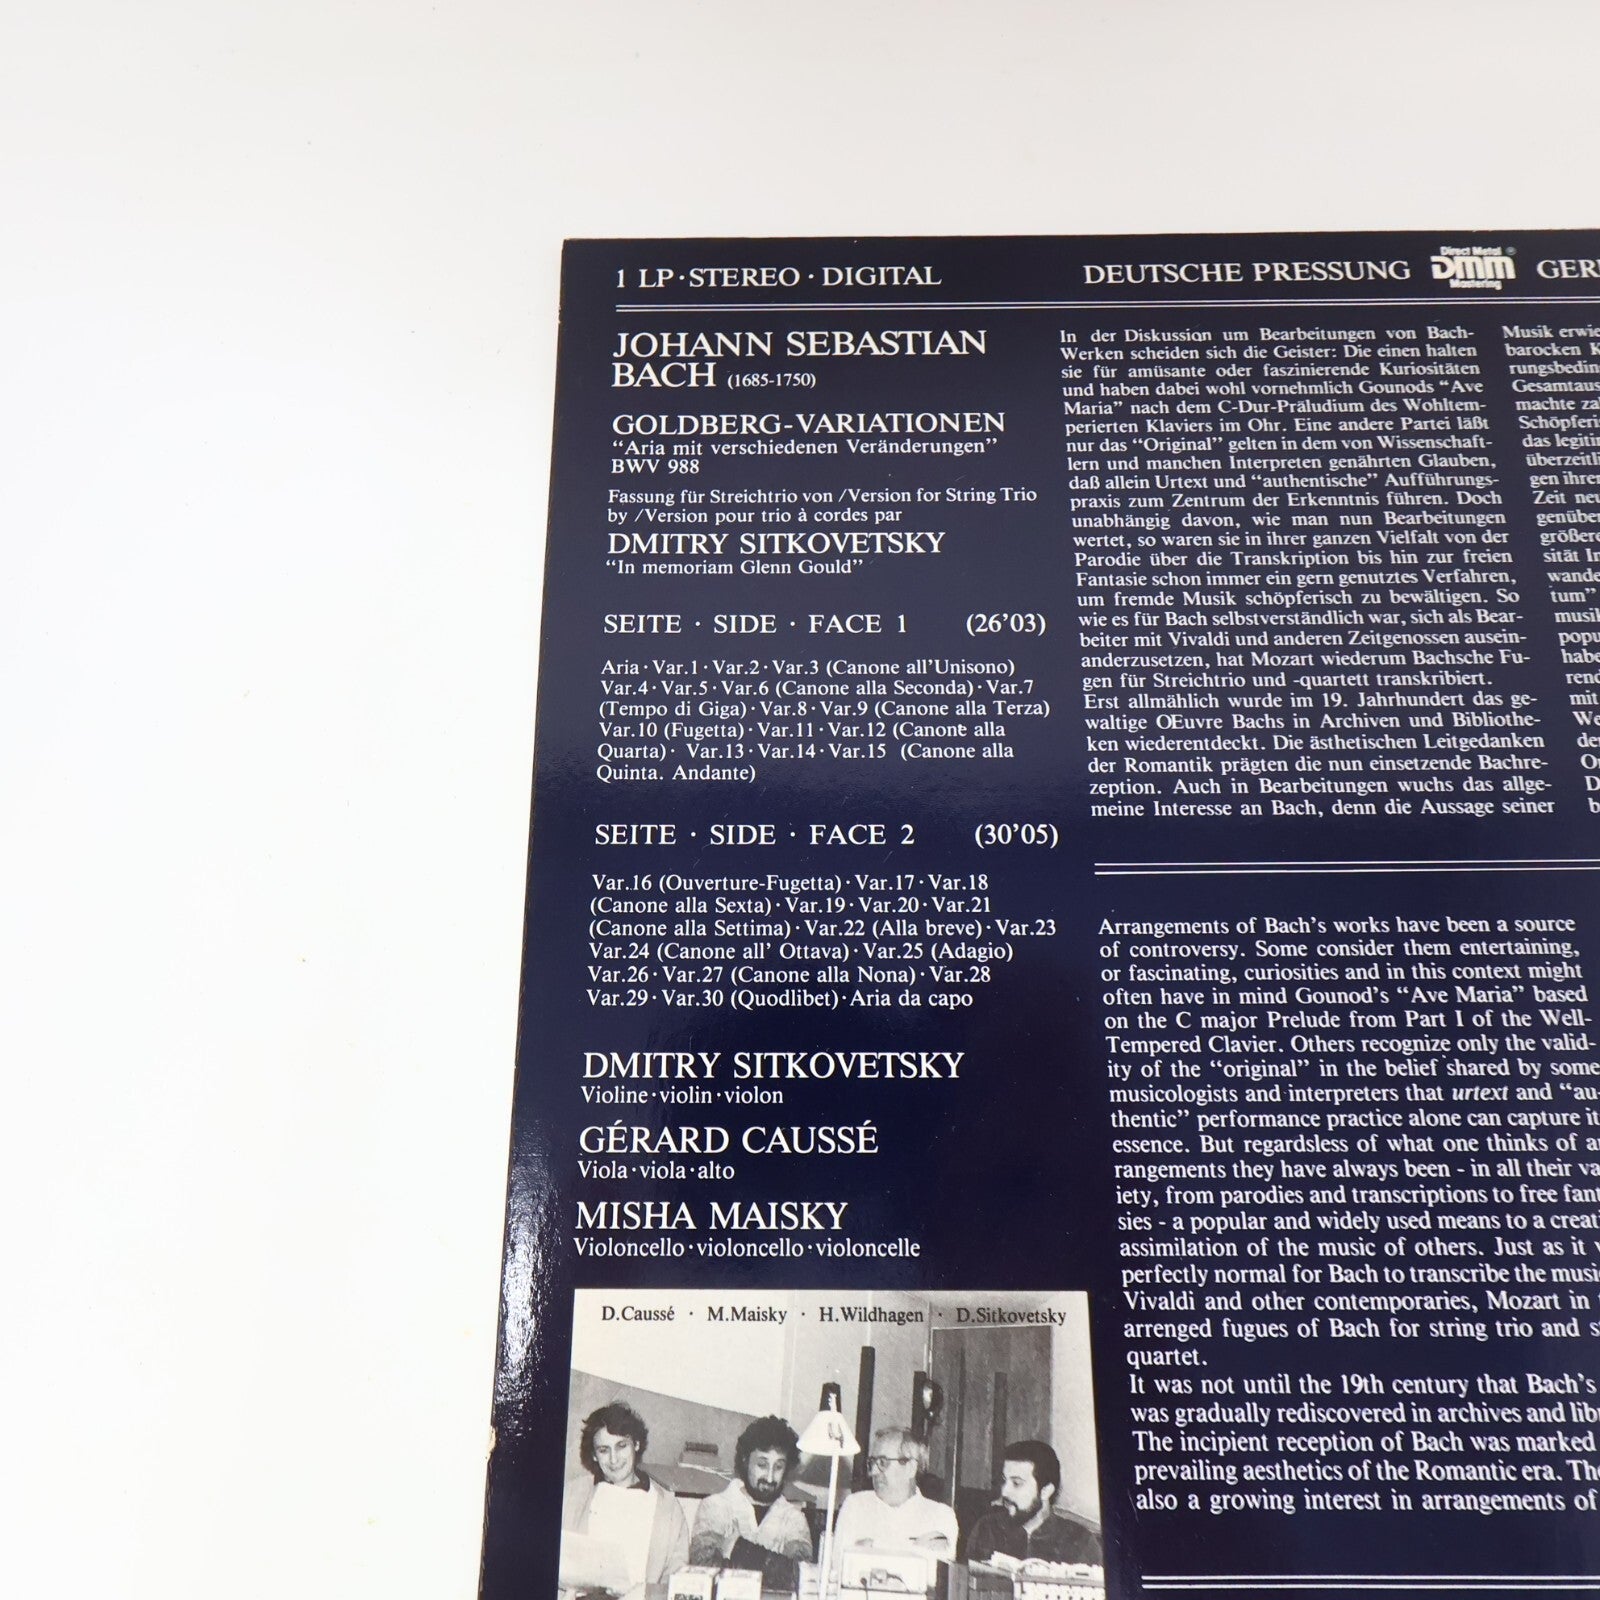 1 LP · STEREO · DIGITAL
DEUTSCHE PRESSUNG
Direct Metal
DMM
Mastering
JOHANN SEBASTIAN
BACH (1685-1750)
GOLDBERG-VARIATIONEN
“Aria mit verschiedenen Veränderungen”
BWV 988
Fassung für Streichtrio von /Version for String Trio
by /Version pour trio à cordes par
DMITRY SITKOVETSKY
“In memoriam Glenn Gould”
SEITE · SIDE · FACE 1 (26’03)
Aria · Var.1 · Var.2 · Var.3 (Canone all’Unisono)
Var.4 · Var.5 · Var.6 (Canone alla Seconda) · Var.7
(Tempo di Giga) · Var.8 · Var.9 (Canone alla Terza)
Var.10 (Fugetta) · Var.11 · Var.12 (Canone alla
Quarta) · Var.13 · Var.14 · Var.15 (Canone alla
Quinta. Andante)
SEITE · SIDE · FACE 2 (30’05)
Var.16 (Ouverture-Fugetta) · Var.17 · Var.18
(Canone alla Sexta) · Var.19 · Var.20 · Var.21
(Canone alla Settima) · Var.22 (Alla breve) · Var.23
Var.24 (Canone all’ Ottava) · Var.25 (Adagio)
Var.26 · Var.27 (Canone alla Nona) · Var.28
Var.29 · Var.30 (Quodlibet) · Aria da capo
DMITRY SITKOVETSKY
Violine · violin · violon
GÉRARD CAUSSÉ
Viola · viola · alto
MISHA MAISKY
Violoncello · violoncello · violoncelle
D.Caussé · M.Maisky · H.Wildhagen · D.Sitkovetsky
In der Diskussion um Bearbeitungen von Bach-
Werken scheiden sich die Geister: Die einen halten
sie für amüsante oder faszinierende Kuriositäten
und haben dabei wohl vornehmlich Gounods “Ave
Maria” nach dem C-Dur-Präludium des Wohltem-
perierten Klaviers im Ohr. Eine andere Partei läßt
nur das “Original” gelten in dem von Wissenschaft-
lern und manchen Interpreten genährten Glauben,
daß allein Urtext und “authentische” Aufführungs-
praxis zum Zentrum der Erkenntnis führen. Doch
unabhängig davon, wie man nun Bearbeitungen
wertet, so waren sie in ihrer ganzen Vielfalt von der
Parodie über die Transkription bis hin zur freien
Fantasie schon immer ein gern genutztes Verfahren,
um fremde Musik schöpferisch zu bewältigen. So
wie es für Bach selbstverständlich war, sich als Bear-
beiter mit Vivaldi und anderen Zeitgenossen ausein-
anderzusetzen, hat Mozart wiederum Bachsche Fu-
gen für Streichtrio und -quartett transkribiert.
Erst allmählich wurde im 19. Jahrhundert das ge-
waltige OEuvre Bachs in Archiven und Bibliothe-
ken wiederentdeckt. Die ästhetischen Leitgedanken
der Romantik prägten die nun einsetzende Bachre-
zeption. Auch in Bearbeitungen wuchs das allge-
meine Interesse an Bach, denn die Aussage seiner
Musik
barocken
machte
das
gen ihrer
Zeit
sität
tum”
mit
Arrangements of Bach’s works have been a source
of controversy. Some consider them entertaining,
or fascinating, curiosities and in this context might
often have in mind Gounod’s “Ave Maria” based
on the C major Prelude from Part I of the Well-
Tempered Clavier. Others recognize only the valid-
ity of the “original” in the belief shared by some
musicologists and interpreters that urtext and “au-
thentic” performance practice alone can capture
essence. But regardsless of what one thinks of
rangements they have always been - in all their
iety, from parodies and transcriptions to free
sies - a popular and widely used means to a
assimilation of the music of others. Just as it
perfectly normal for Bach to transcribe the
Vivaldi and other contemporaries, Mozart in
arrenged fugues of Bach for string trio and
quartet.
It was not until the 19th century that Bach’s
was gradually rediscovered in archives and
The incipient reception of Bach was marked
prevailing aesthetics of the Romantic era.
also a growing interest in arrangements of